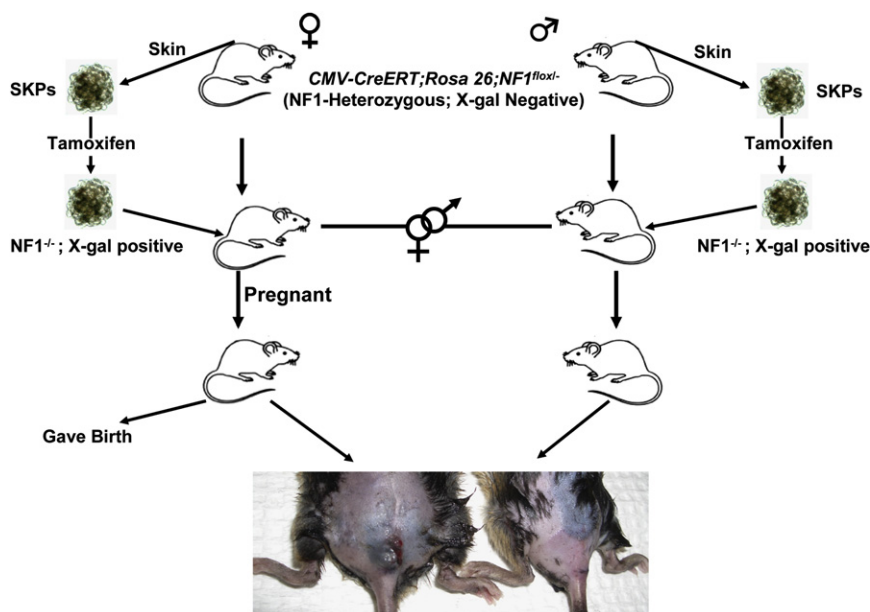 ♀
♂
Skin
Skin
CMV-CreERT;Rosa 26;NF1flox/-
(NF1-Heterozygous; X-gal Negative)
SKPs
SKPs
Tamoxifen
Tamoxifen
NF1-/- ; X-gal positive
NF1-/- ; X-gal positive
Pregnant
Gave Birth